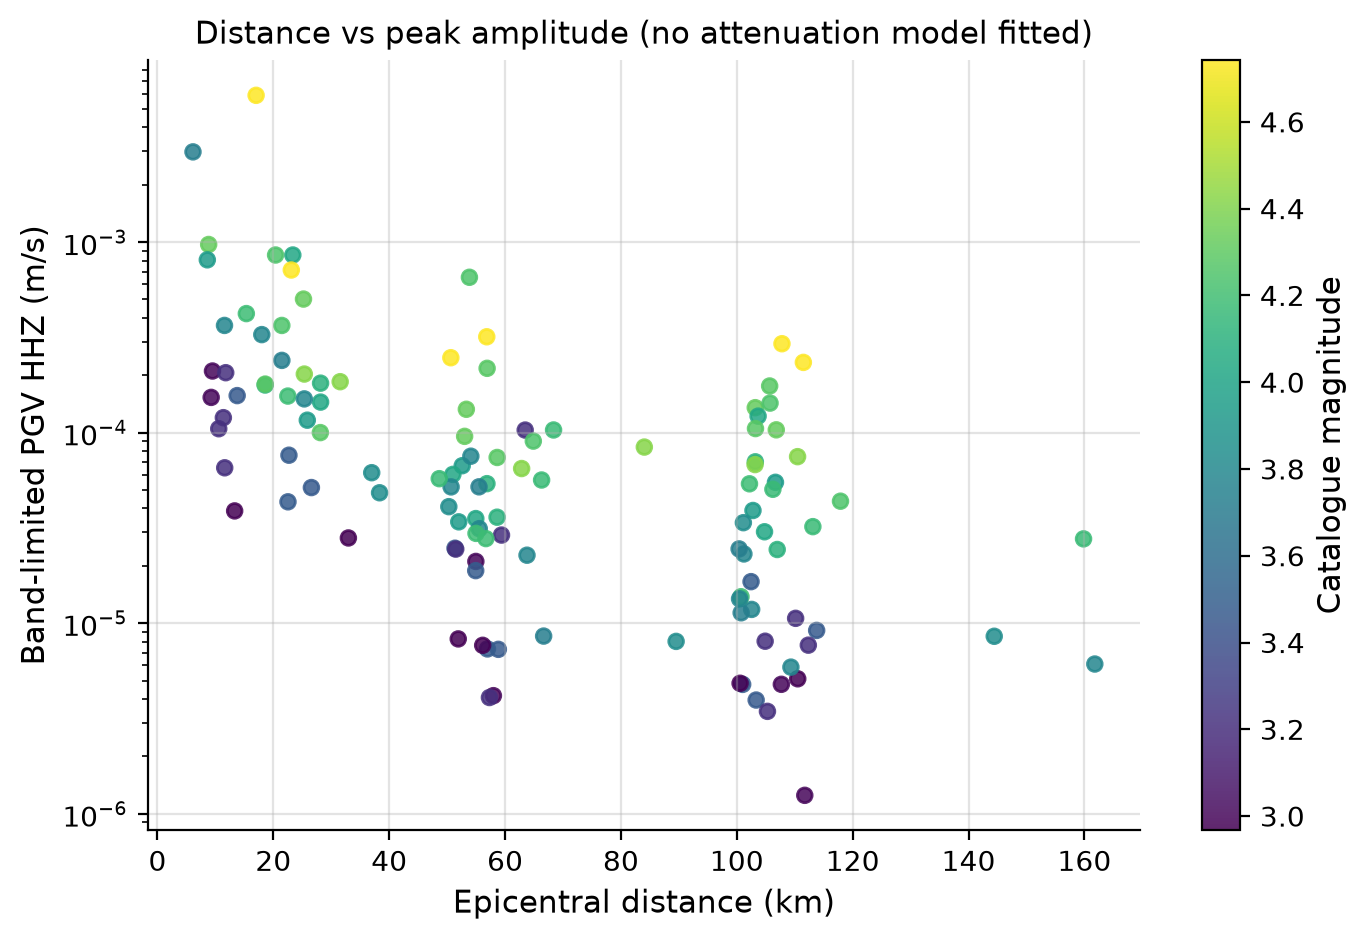 Distance vs peak amplitude (no attenuation model fitted)
Band-limited PGV HHZ (m/s)
10⁻³
10⁻⁴
10⁻⁵
10⁻⁶
0 20 40 60 80 100 120 140 160
Epicentral distance (km)
4.6
4.4
4.2
4.0
3.8
3.6
3.4
3.2
3.0
Catalogue magnitude